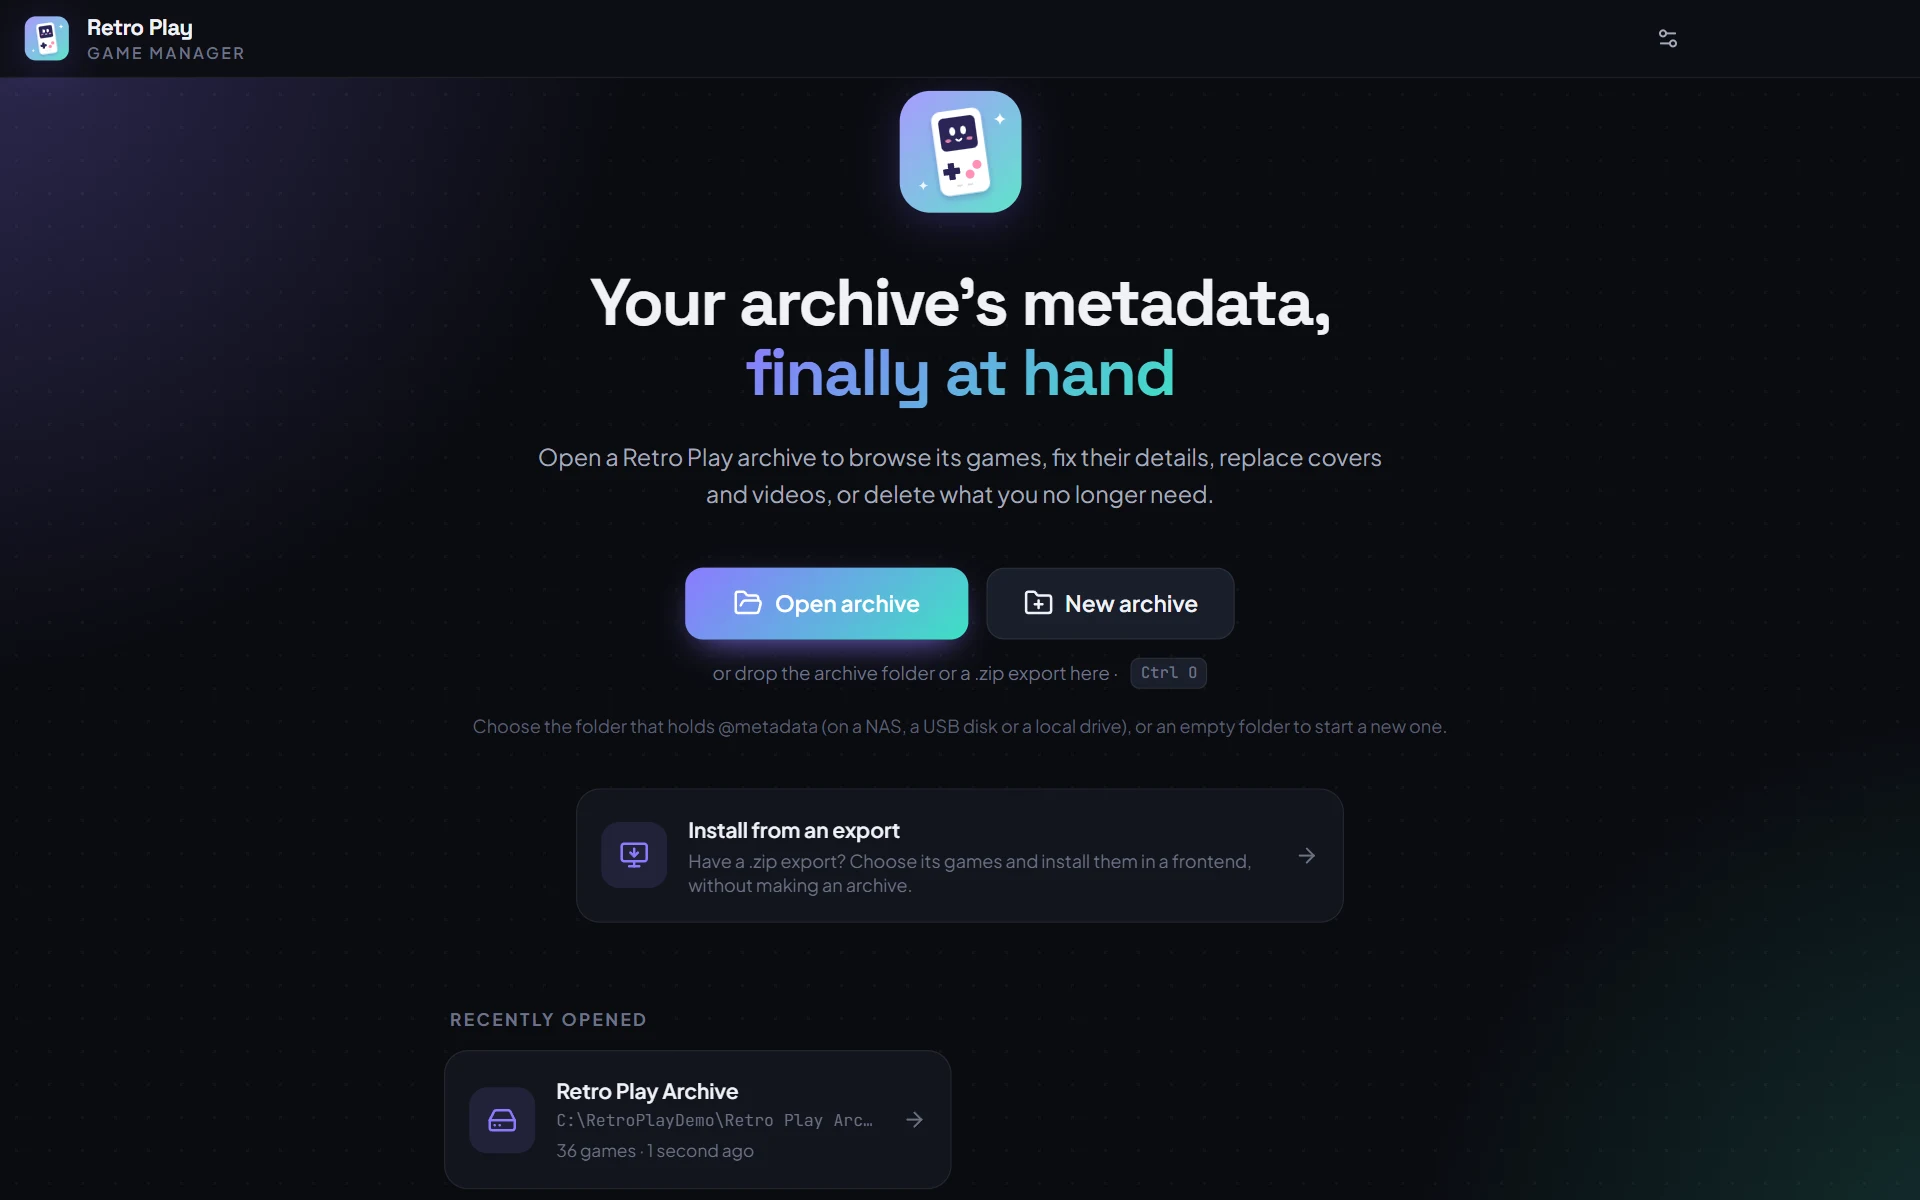 Retro Play
GAME MANAGER
Your archive’s metadata,
finally at hand
Open a Retro Play archive to browse its games, fix their details, replace covers
and videos, or delete what you no longer need.
Open archive
New archive
or drop the archive folder or a .zip export here · Ctrl O
Choose the folder that holds @metadata (on a NAS, a USB disk or a local drive), or an empty folder to start a new one.
Install from an export
Have a .zip export? Choose its games and install them in a frontend,
without making an archive.
RECENTLY OPENED
Retro Play Archive
C:\RetroPlayDemo\Retro Play Arc…
36 games · 1 second ago